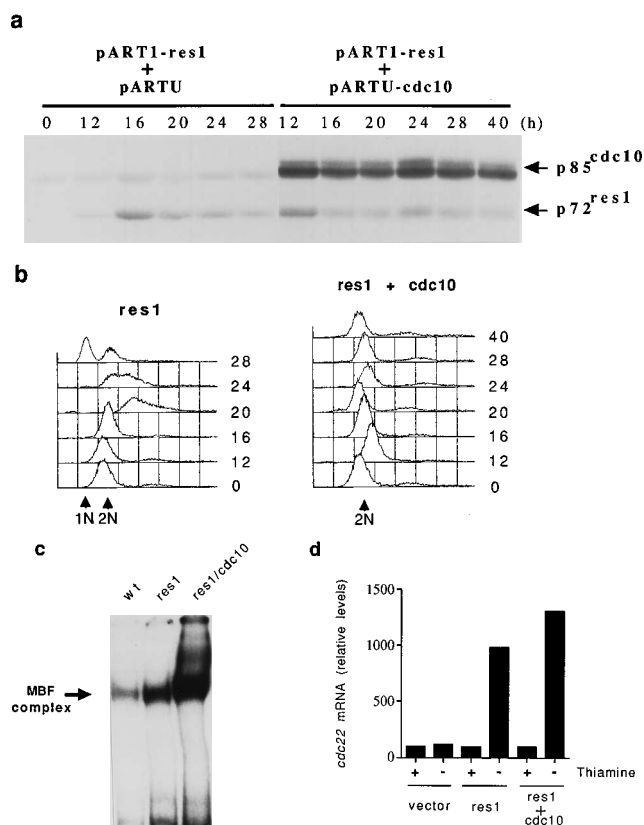 a
pART1-res1 pART1-res1
+ +
pARTU pARTU-cdc10
0 12 16 20 24 28 12 16 20 24 28 40 (h)
p85cdc10
p72res1
b
res1
28
24
20
16
12
0
1N 2N
res1 + cdc10
40
28
24
20
16
12
0
2N
c
wt res1 res1/cdc10
MBF
complex
d
cdc22 mRNA (relative levels)
1500
1000
500
0
+ - + - + - Thiamine
vector res1 res1
+
cdc10